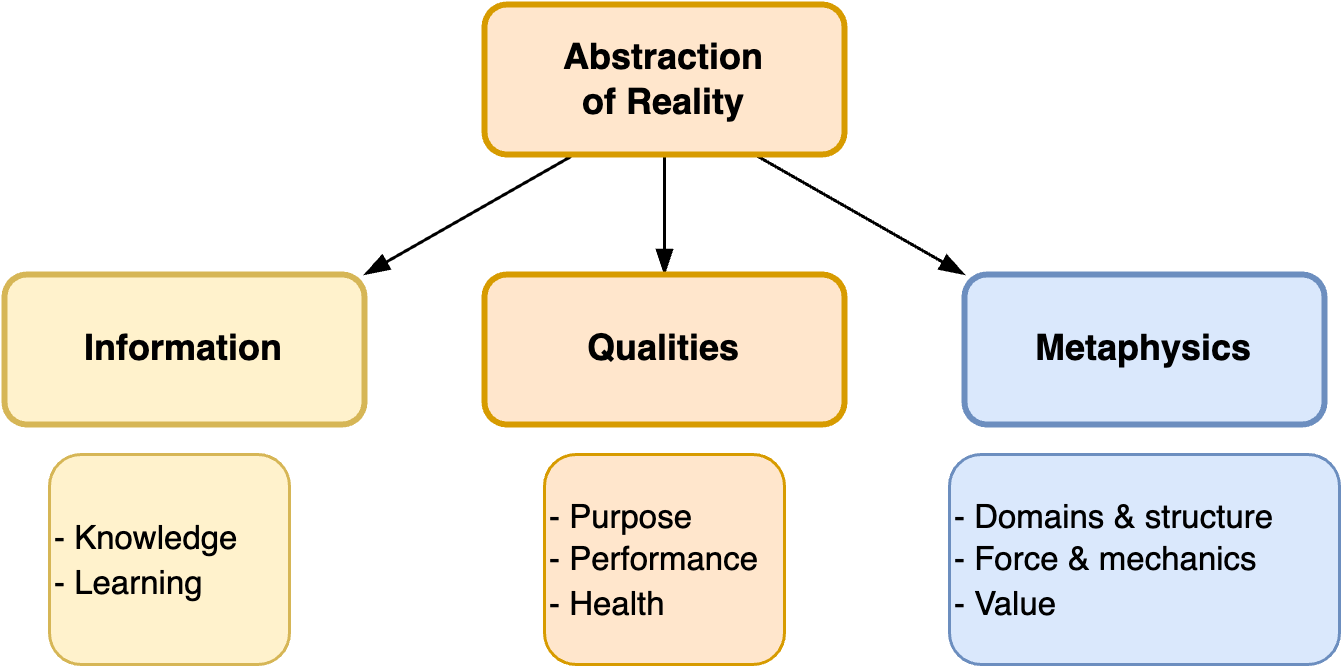 Abstraction
of Reality
Information
Qualities
Metaphysics
- Knowledge
- Learning
- Purpose
- Performance
- Health
- Domains & structure
- Force & mechanics
- Value